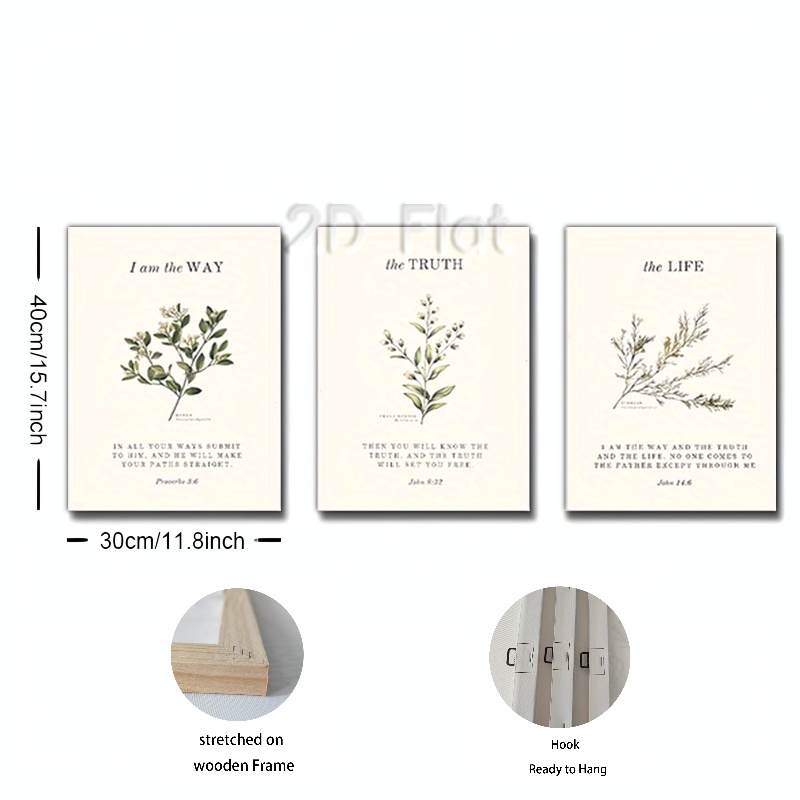 2D Flat
I am the WAY
IN ALL YOUR WAYS SUBMIT
TO HIM, AND HE WILL MAKE
YOUR PATHS STRAIGHT.
Proverbs 3:6
the TRUTH
THEN YOU WILL KNOW THE
TRUTH, AND THE TRUTH
WILL SET YOU FREE.
John 8:32
the LIFE
I AM THE WAY AND THE TRUTH
AND THE LIFE. NO ONE COMES TO
THE FATHER EXCEPT THROUGH ME
John 14:6
40cm/15.7inch
30cm/11.8inch
stretched on
wooden Frame
Hook
Ready to Hang